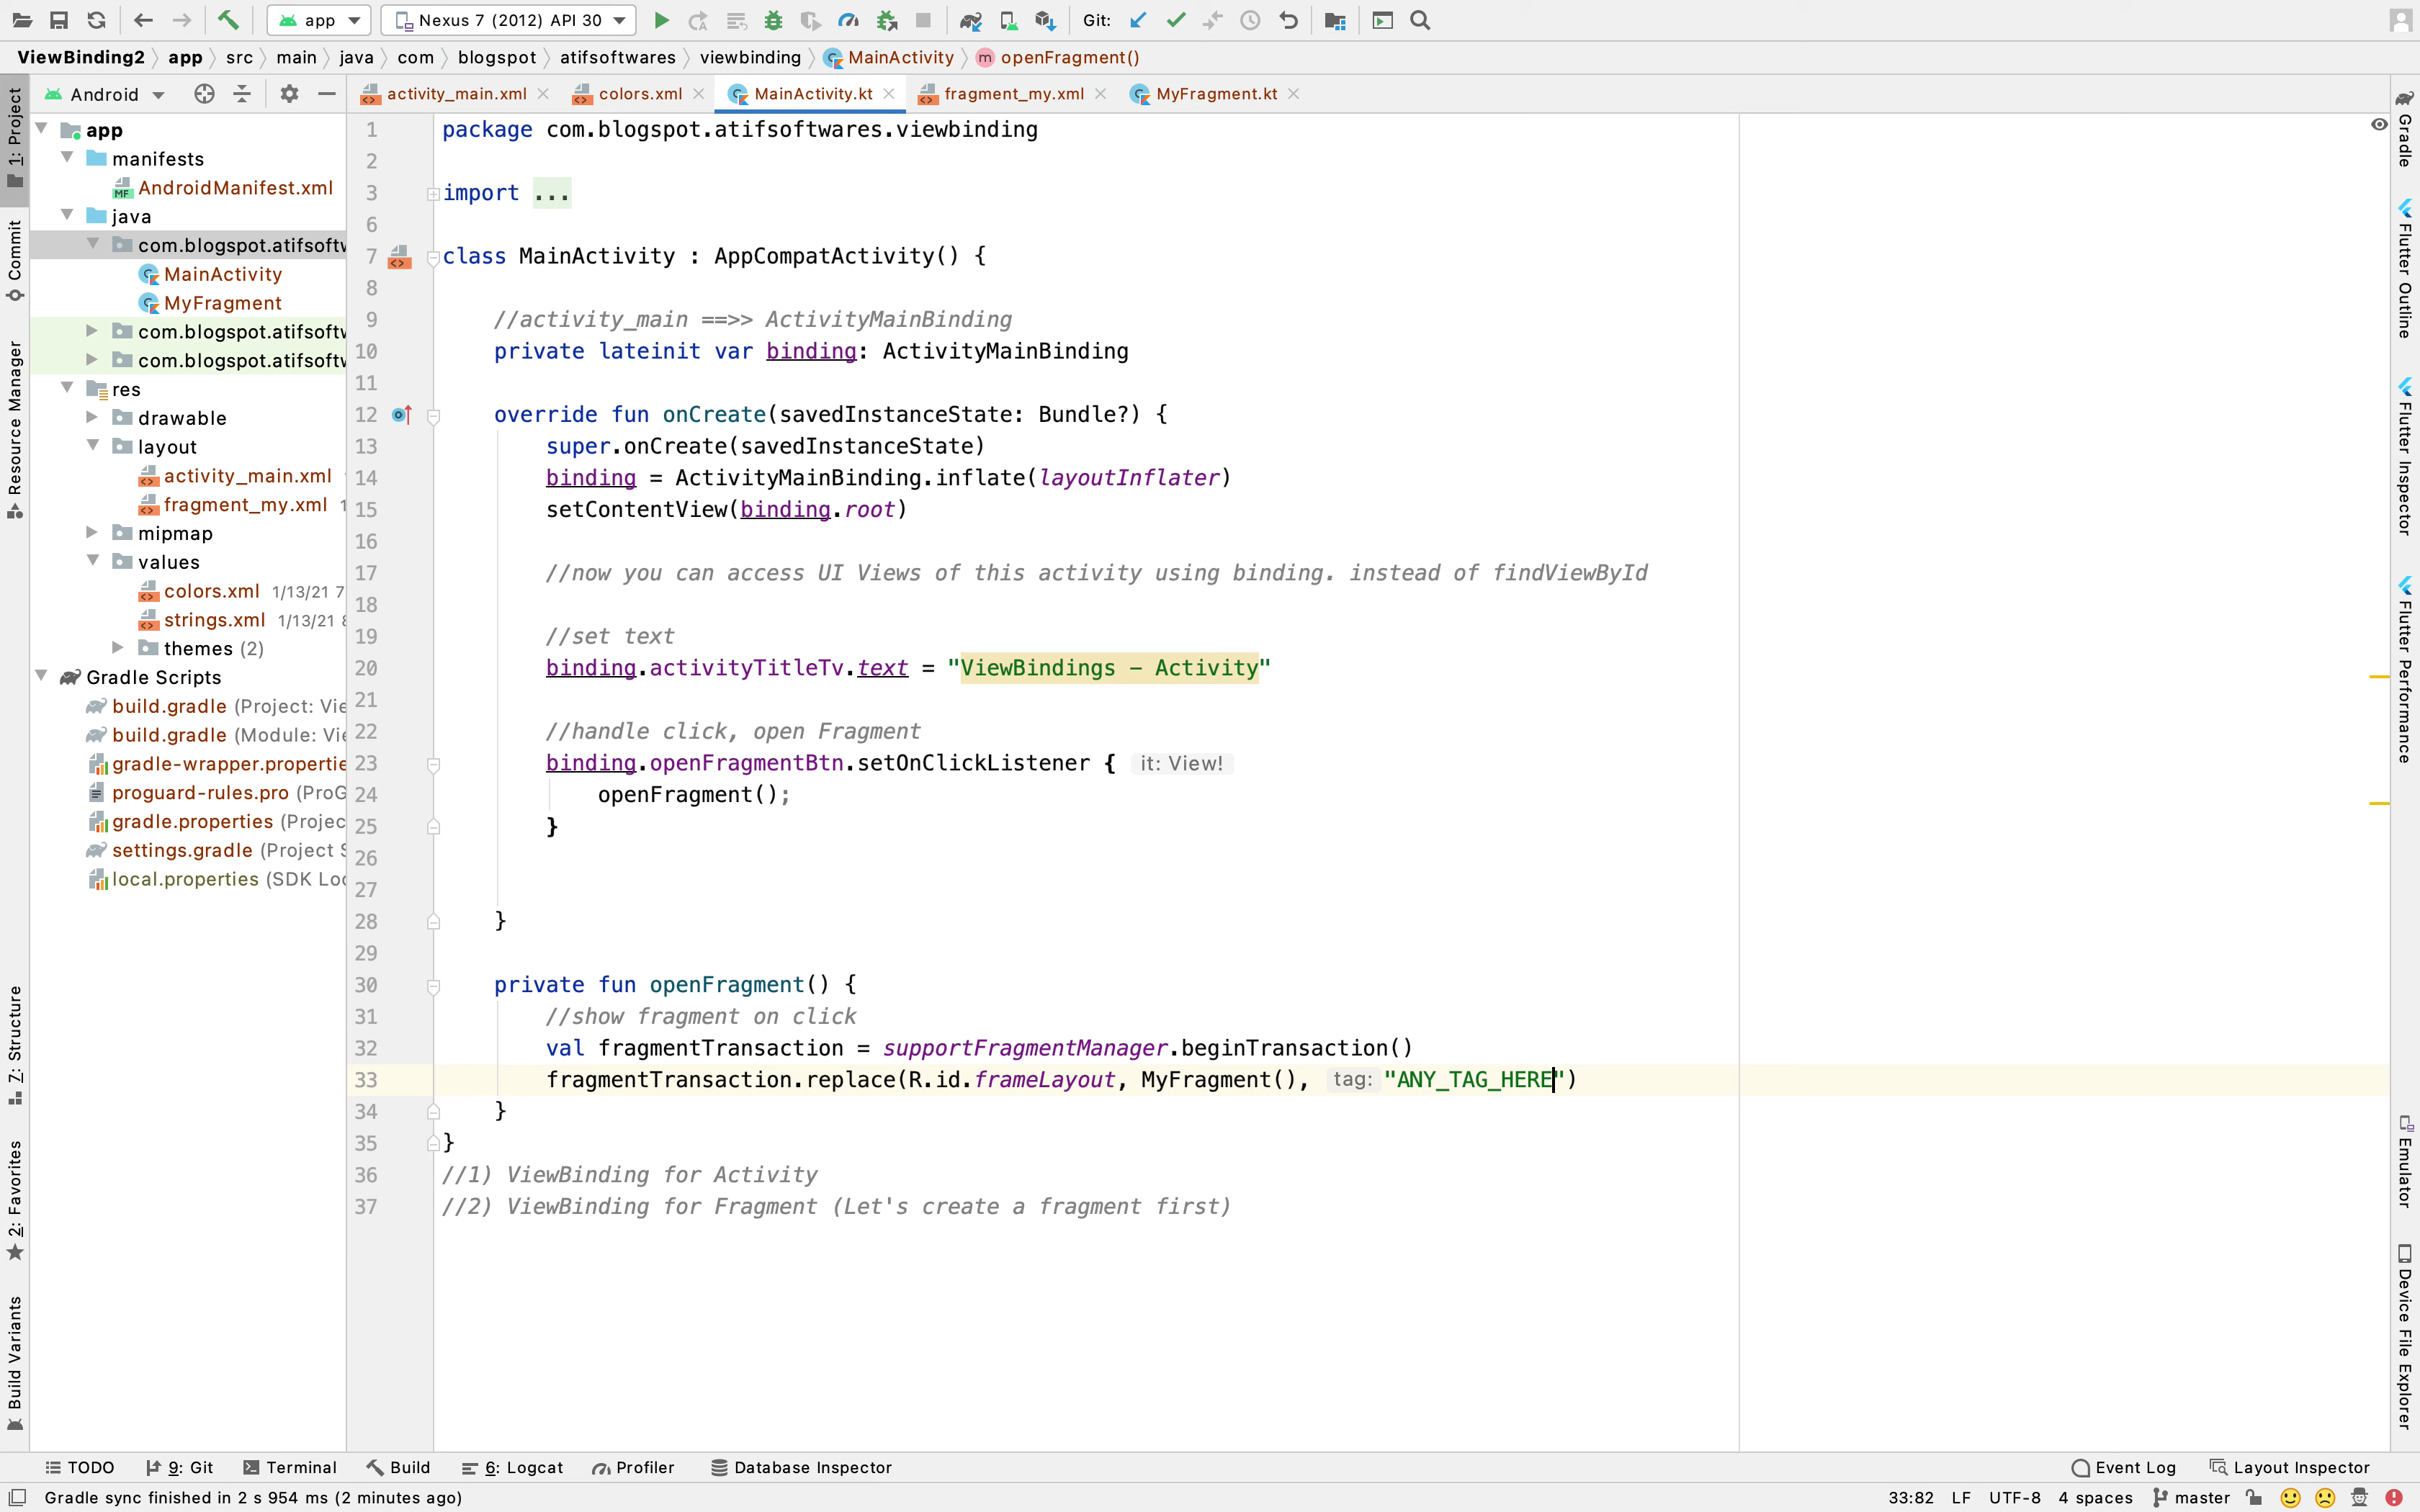 app
Nexus 7 (2012) API 30
Git:
ViewBinding2 app src main java com blogspot atifsoftwares viewbinding MainActivity m openFragment()
Android
activity_main.xml colors.xml MainActivity.kt fragment_my.xml MyFragment.kt
1: Project
Commit
Resource Manager
7: Structure
2: Favorites
Build Variants
app
manifests
MF AndroidManifest.xml
java
com.blogspot.atifsoftw
MainActivity
MyFragment
com.blogspot.atifsoftw
com.blogspot.atifsoftw
res
drawable
layout
activity_main.xml
fragment_my.xml 1
mipmap
values
colors.xml 1/13/21 7
strings.xml 1/13/21 8
themes (2)
Gradle Scripts
build.gradle (Project: Vie
build.gradle (Module: Vie
gradle-wrapper.propertie
proguard-rules.pro (ProG
gradle.properties (Projec
settings.gradle (Project S
local.properties (SDK Loc
1 package com.blogspot.atifsoftwares.viewbinding
2
3 import ...
6
7 class MainActivity : AppCompatActivity() {
8
9 //activity_main ==>> ActivityMainBinding
10 private lateinit var binding: ActivityMainBinding
11
12 override fun onCreate(savedInstanceState: Bundle?) {
13 super.onCreate(savedInstanceState)
14 binding = ActivityMainBinding.inflate(layoutInflater)
15 setContentView(binding.root)
16
17 //now you can access UI Views of this activity using binding. instead of findViewById
18
19 //set text
20 binding.activityTitleTv.text = "ViewBindings - Activity"
21
22 //handle click, open Fragment
23 binding.openFragmentBtn.setOnClickListener { it: View!
24 openFragment();
25 }
26
27
28 }
29
30 private fun openFragment() {
31 //show fragment on click
32 val fragmentTransaction = supportFragmentManager.beginTransaction()
33 fragmentTransaction.replace(R.id.frameLayout, MyFragment(), tag: "ANY_TAG_HERE")
34 }
35 }
36 //1) ViewBinding for Activity
37 //2) ViewBinding for Fragment (Let's create a fragment first)
Gradle
Flutter Outline
Flutter Inspector
Flutter Performance
Emulator
Device File Explorer
TODO 9: Git Terminal Build 6: Logcat Profiler Database Inspector Event Log Layout Inspector
Gradle sync finished in 2 s 954 ms (2 minutes ago) 33:82 LF UTF-8 4 spaces master